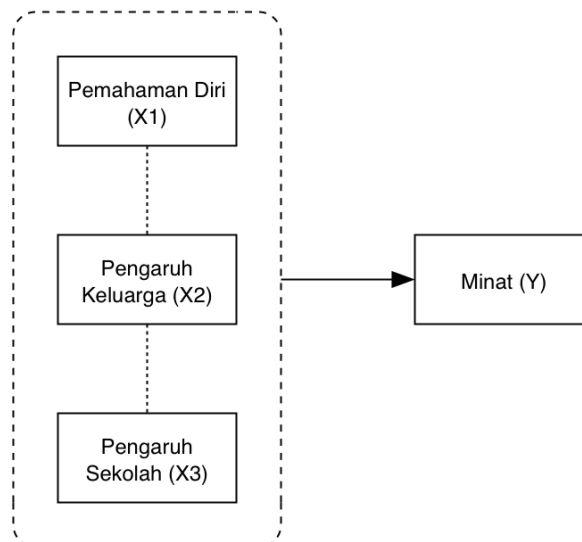 Pemahaman Diri
(X1)
Pengaruh
Keluarga (X2)
Minat (Y)
Pengaruh
Sekolah (X3)